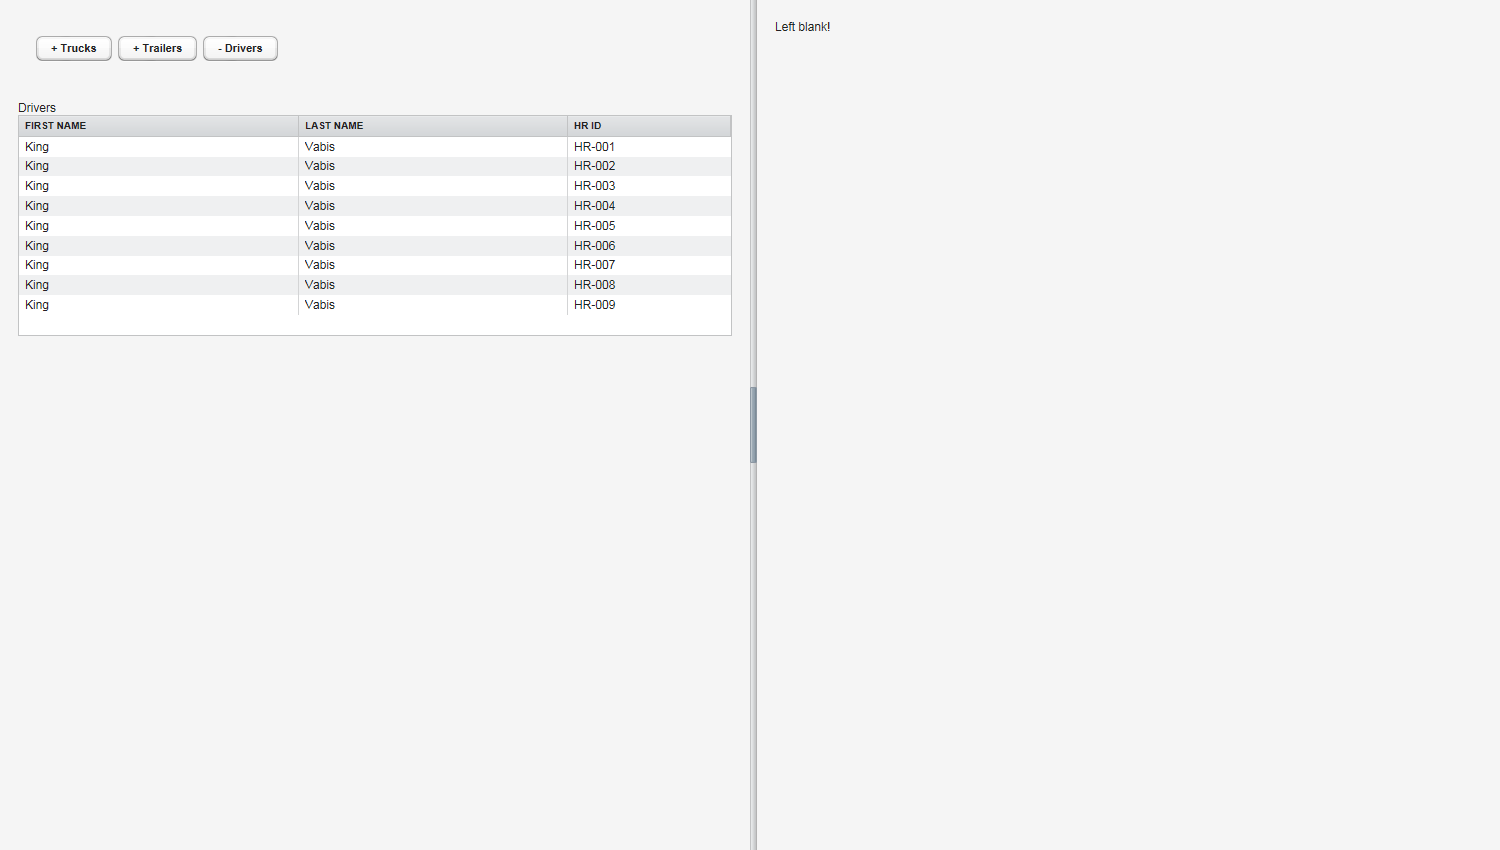 + Trucks + Trailers - Drivers
Left blank!
Drivers
FIRST NAME LAST NAME HR ID
King Vabis HR-001
King Vabis HR-002
King Vabis HR-003
King Vabis HR-004
King Vabis HR-005
King Vabis HR-006
King Vabis HR-007
King Vabis HR-008
King Vabis HR-009